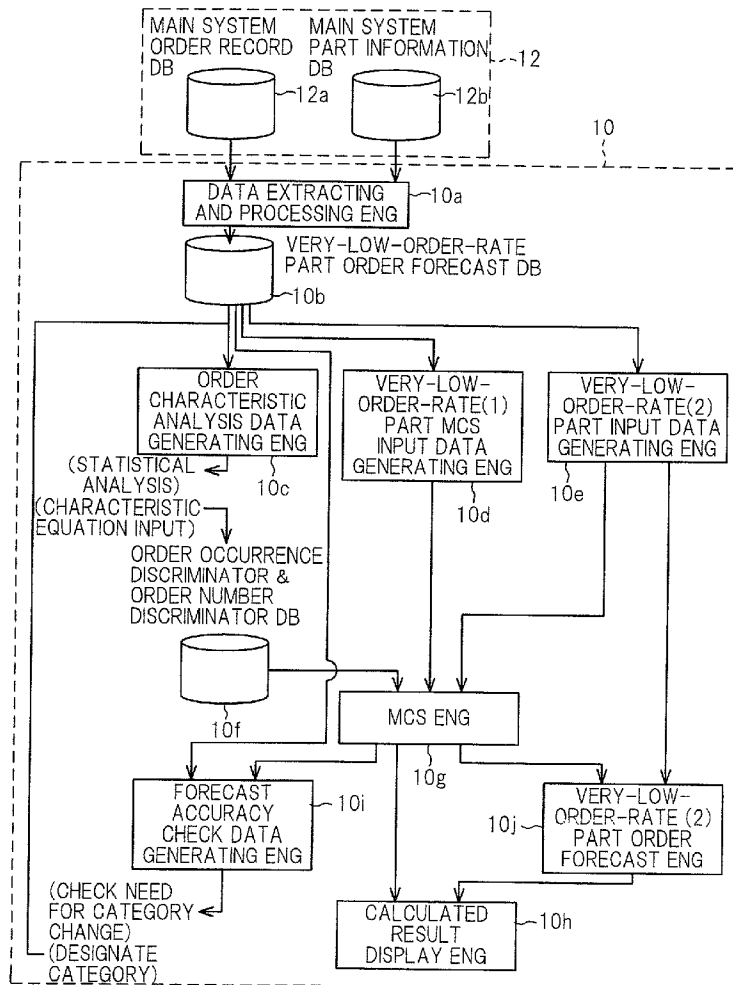 MAIN SYSTEM
ORDER RECORD
DB
MAIN SYSTEM
PART INFORMATION
DB
12
12a
12b
10
DATA EXTRACTING
AND PROCESSING ENG
10a
VERY-LOW-ORDER-RATE
PART ORDER FORECAST DB
10b
ORDER
CHARACTERISTIC
ANALYSIS DATA
GENERATING ENG
10c
VERY-LOW-
ORDER-RATE(1)
PART MCS
INPUT DATA
GENERATING ENG
10d
VERY-LOW-
ORDER-RATE(2)
PART INPUT DATA
GENERATING ENG
10e
(STATISTICAL
ANALYSIS)
(CHARACTERISTIC
EQUATION INPUT)
ORDER OCCURRENCE
DISCRIMINATOR &
ORDER NUMBER
DISCRIMINATOR DB
10f
MCS ENG
10g
FORECAST
ACCURACY
CHECK DATA
GENERATING ENG
10i
10j
VERY-LOW-
ORDER-RATE (2)
PART ORDER
FORECAST ENG
(CHECK NEED
FOR CATEGORY
CHANGE)
(DESIGNATE
CATEGORY)
CALCULATED
RESULT
DISPLAY ENG
10h